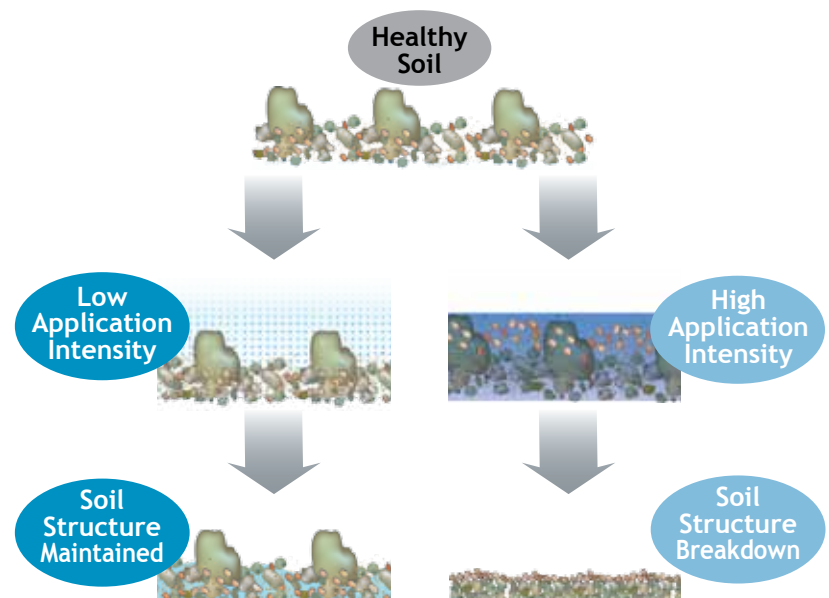 Healthy
Soil
Low
Application
Intensity
High
Application
Intensity
Soil
Structure
Maintained
Soil
Structure
Breakdown